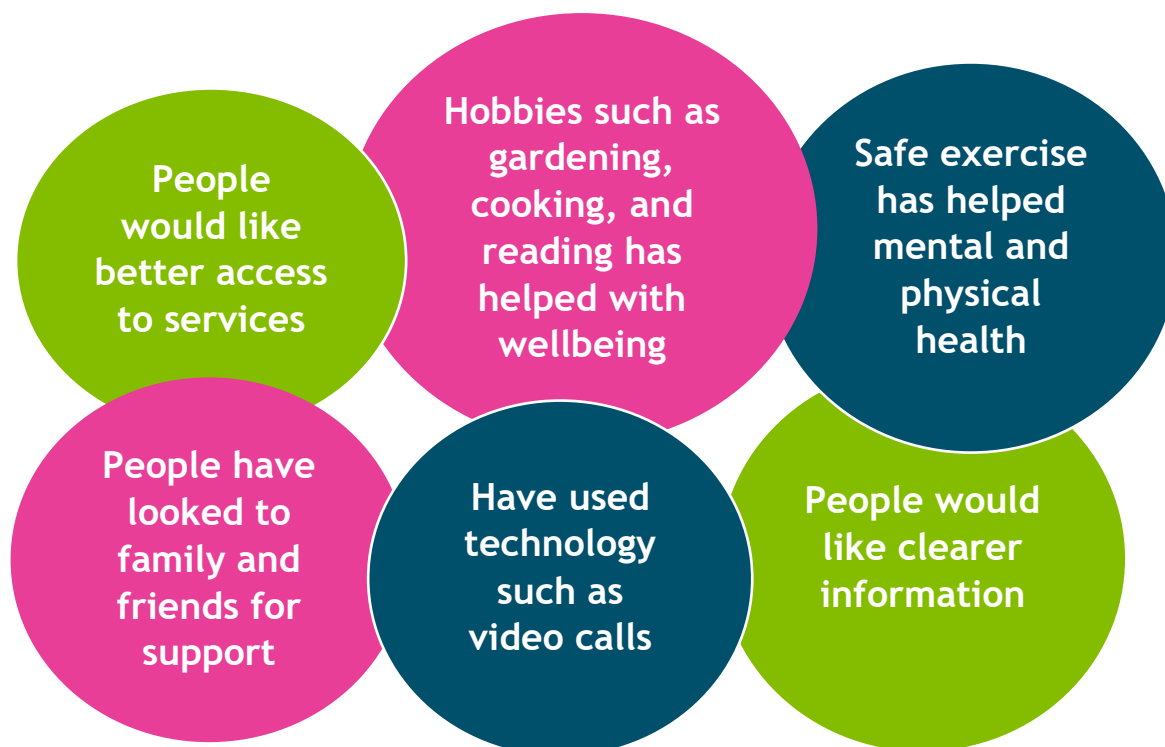 People
would like
better access
to services
Hobbies such as
gardening,
cooking, and
reading has
helped with
wellbeing
Safe exercise
has helped
mental and
physical
health
People have
looked to
family and
friends for
support
Have used
technology
such as
video calls
People would
like clearer
information